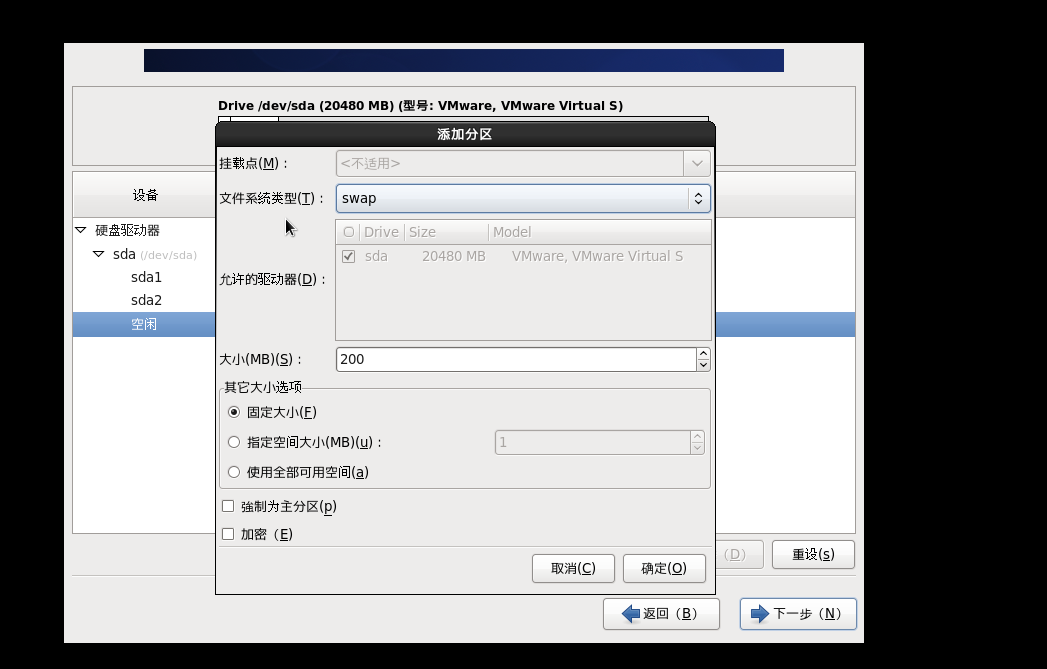 Drive /dev/sda (20480 MB) (型号: VMware, VMware Virtual S)
添加分区
挂载点(M)：
<不适用>
设备
文件系统类型(T)：
swap
Drive Size Model
硬盘驱动器
sda (/dev/sda)
sda 20480 MB VMware, VMware Virtual S
允许的驱动器(D)：
sda1
sda2
空闲
大小(MB)(S)：
200
其它大小选项
固定大小(F)
指定空间大小(MB)(u)：
1
使用全部可用空间(a)
強制为主分区(p)
加密（E)
取消(C)
确定(O)
(D)
重设(s)
返回（B）
下一步（N）